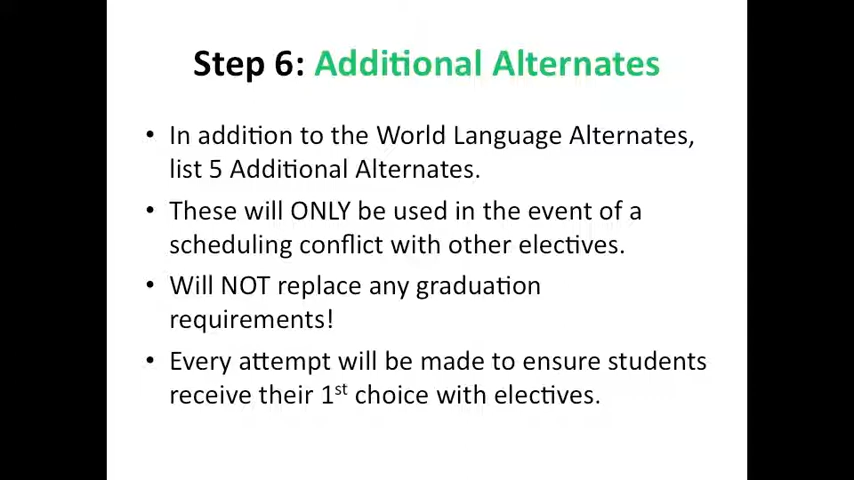 Step 6: Additional Alternates
• In addition to the World Language Alternates,
list 5 Additional Alternates.
• These will ONLY be used in the event of a
scheduling conflict with other electives.
• Will NOT replace any graduation
requirements!
• Every attempt will be made to ensure students
receive their 1st choice with electives.